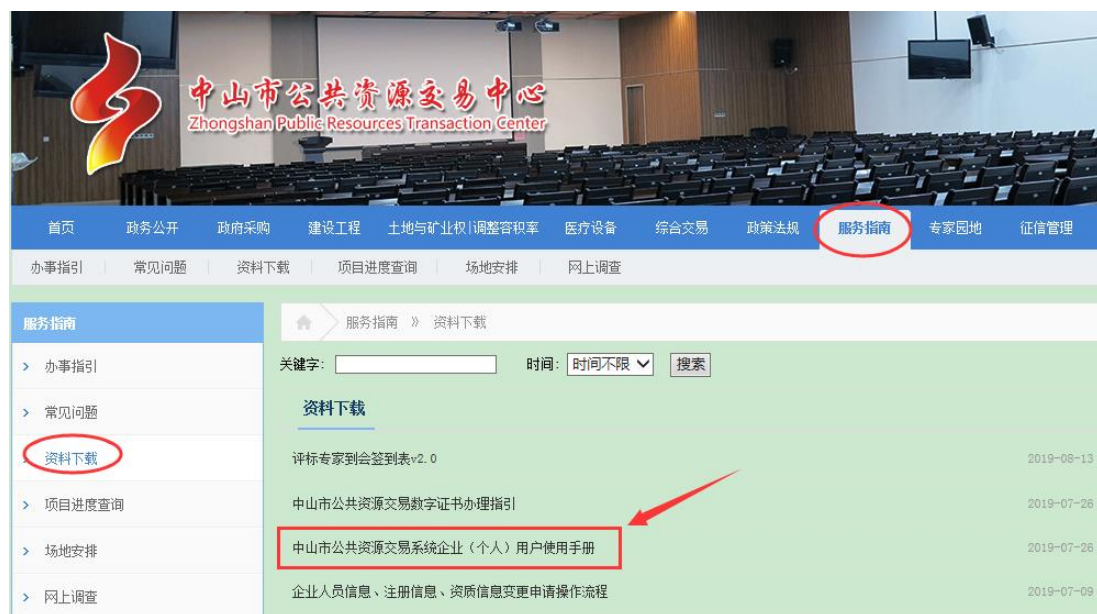 中山市公共资源交易中心
Zhongshan Public Resources Transaction Center
首页 政务公开 政府采购 建设工程 土地与矿业权|调整容积率 医疗设备 综合交易 政策法规 服务指南 专家园地 征信管理
办事指引 常见问题 资料下载 项目进度查询 场地安排 网上调查
服务指南
服务指南 》 资料下载
办事指引
关键字: 时间: 时间不限 搜索
常见问题
资料下载
资料下载
评标专家到会签到表v2.0 2019-08-13
项目进度查询
中山市公共资源交易数字证书办理指引 2019-07-26
场地安排
中山市公共资源交易系统企业（个人）用户使用手册 2019-07-26
网上调查
企业人员信息、注册信息、资质信息变更申请操作流程 2019-07-09